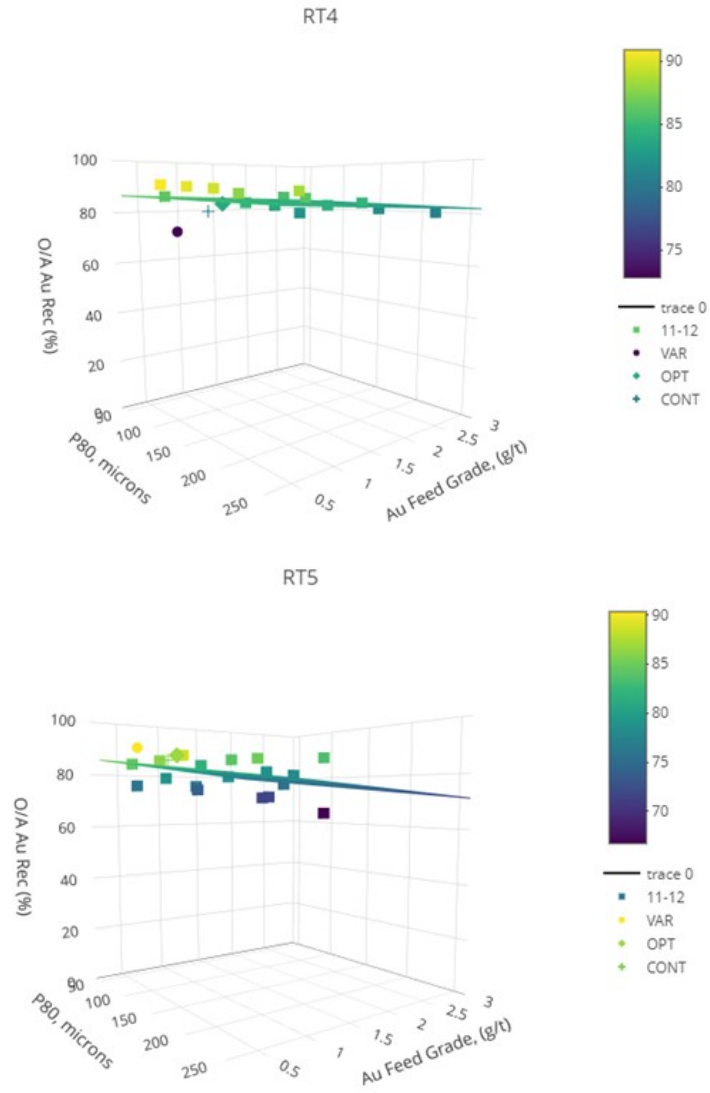 RT4
100
80
60
40
20
0
O/A Au Rec (%)
90
100
150
200
250
P80, microns
0.5
1
1.5
2
2.5
3
Au Feed Grade, (g/t)
90
85
80
75
trace 0
11-12
VAR
OPT
CONT
RT5
100
80
60
40
20
0
O/A Au Rec (%)
90
100
150
200
250
P80, microns
0.5
1
1.5
2
2.5
3
Au Feed Grade, (g/t)
90
85
80
75
70
trace 0
11-12
VAR
OPT
CONT